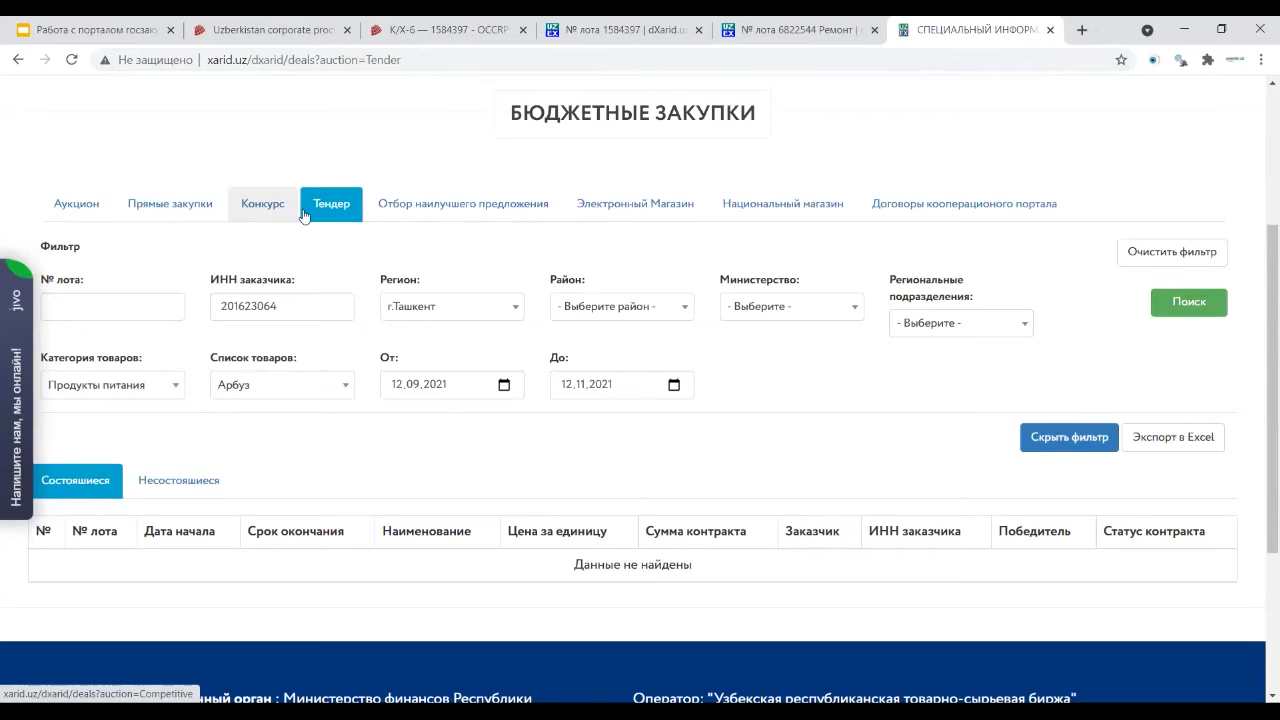 Работа с порталом госзаку
Uzbekistan corporate proc
К/Х-6 — 1584397 - OCCRP
№ лота 1584397 | dXarid.uz
№ лота 6822544 Ремонт | c
СПЕЦИАЛЬНЫЙ ИНФОРМ
Не защищено xarid.uz/dxarid/deals?auction=Tender
БЮДЖЕТНЫЕ ЗАКУПКИ
Аукцион Прямые закупки Конкурс Тендер Отбор наилучшего предложения Электронный Магазин Национальный магазин Договоры кооперационого портала
Фильтр
Очистить фильтр
№ лота: ИНН заказчика: Регион: Район: Министерство: Региональные
подразделения:
201623064 г.Ташкент - Выберите район - - Выберите - - Выберите -
Поиск
Категория товаров: Список товаров: От: До:
Продукты питания Арбуз 12.09.2021 12.11.2021
Скрыть фильтр Экспорт в Excel
Состояшиеся Несостояшиеся
№ № лота Дата начала Срок окончания Наименование Цена за единицу Сумма контракта Заказчик ИНН заказчика Победитель Статус контракта
Данные не найдены
jivo
Напишите нам, мы онлайн!
xarid.uz/dxarid/deals?auction=Competitive
нный орган : Министерство финансов Республики
Оператор: "Узбекская республиканская товарно-сырьевая биржа"